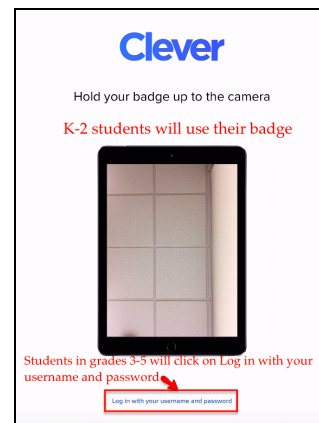 Clever
Hold your badge up to the camera
K-2 students will use their badge
Students in grades 3-5 will click on Log in with your
username and password
Log in with your username and password